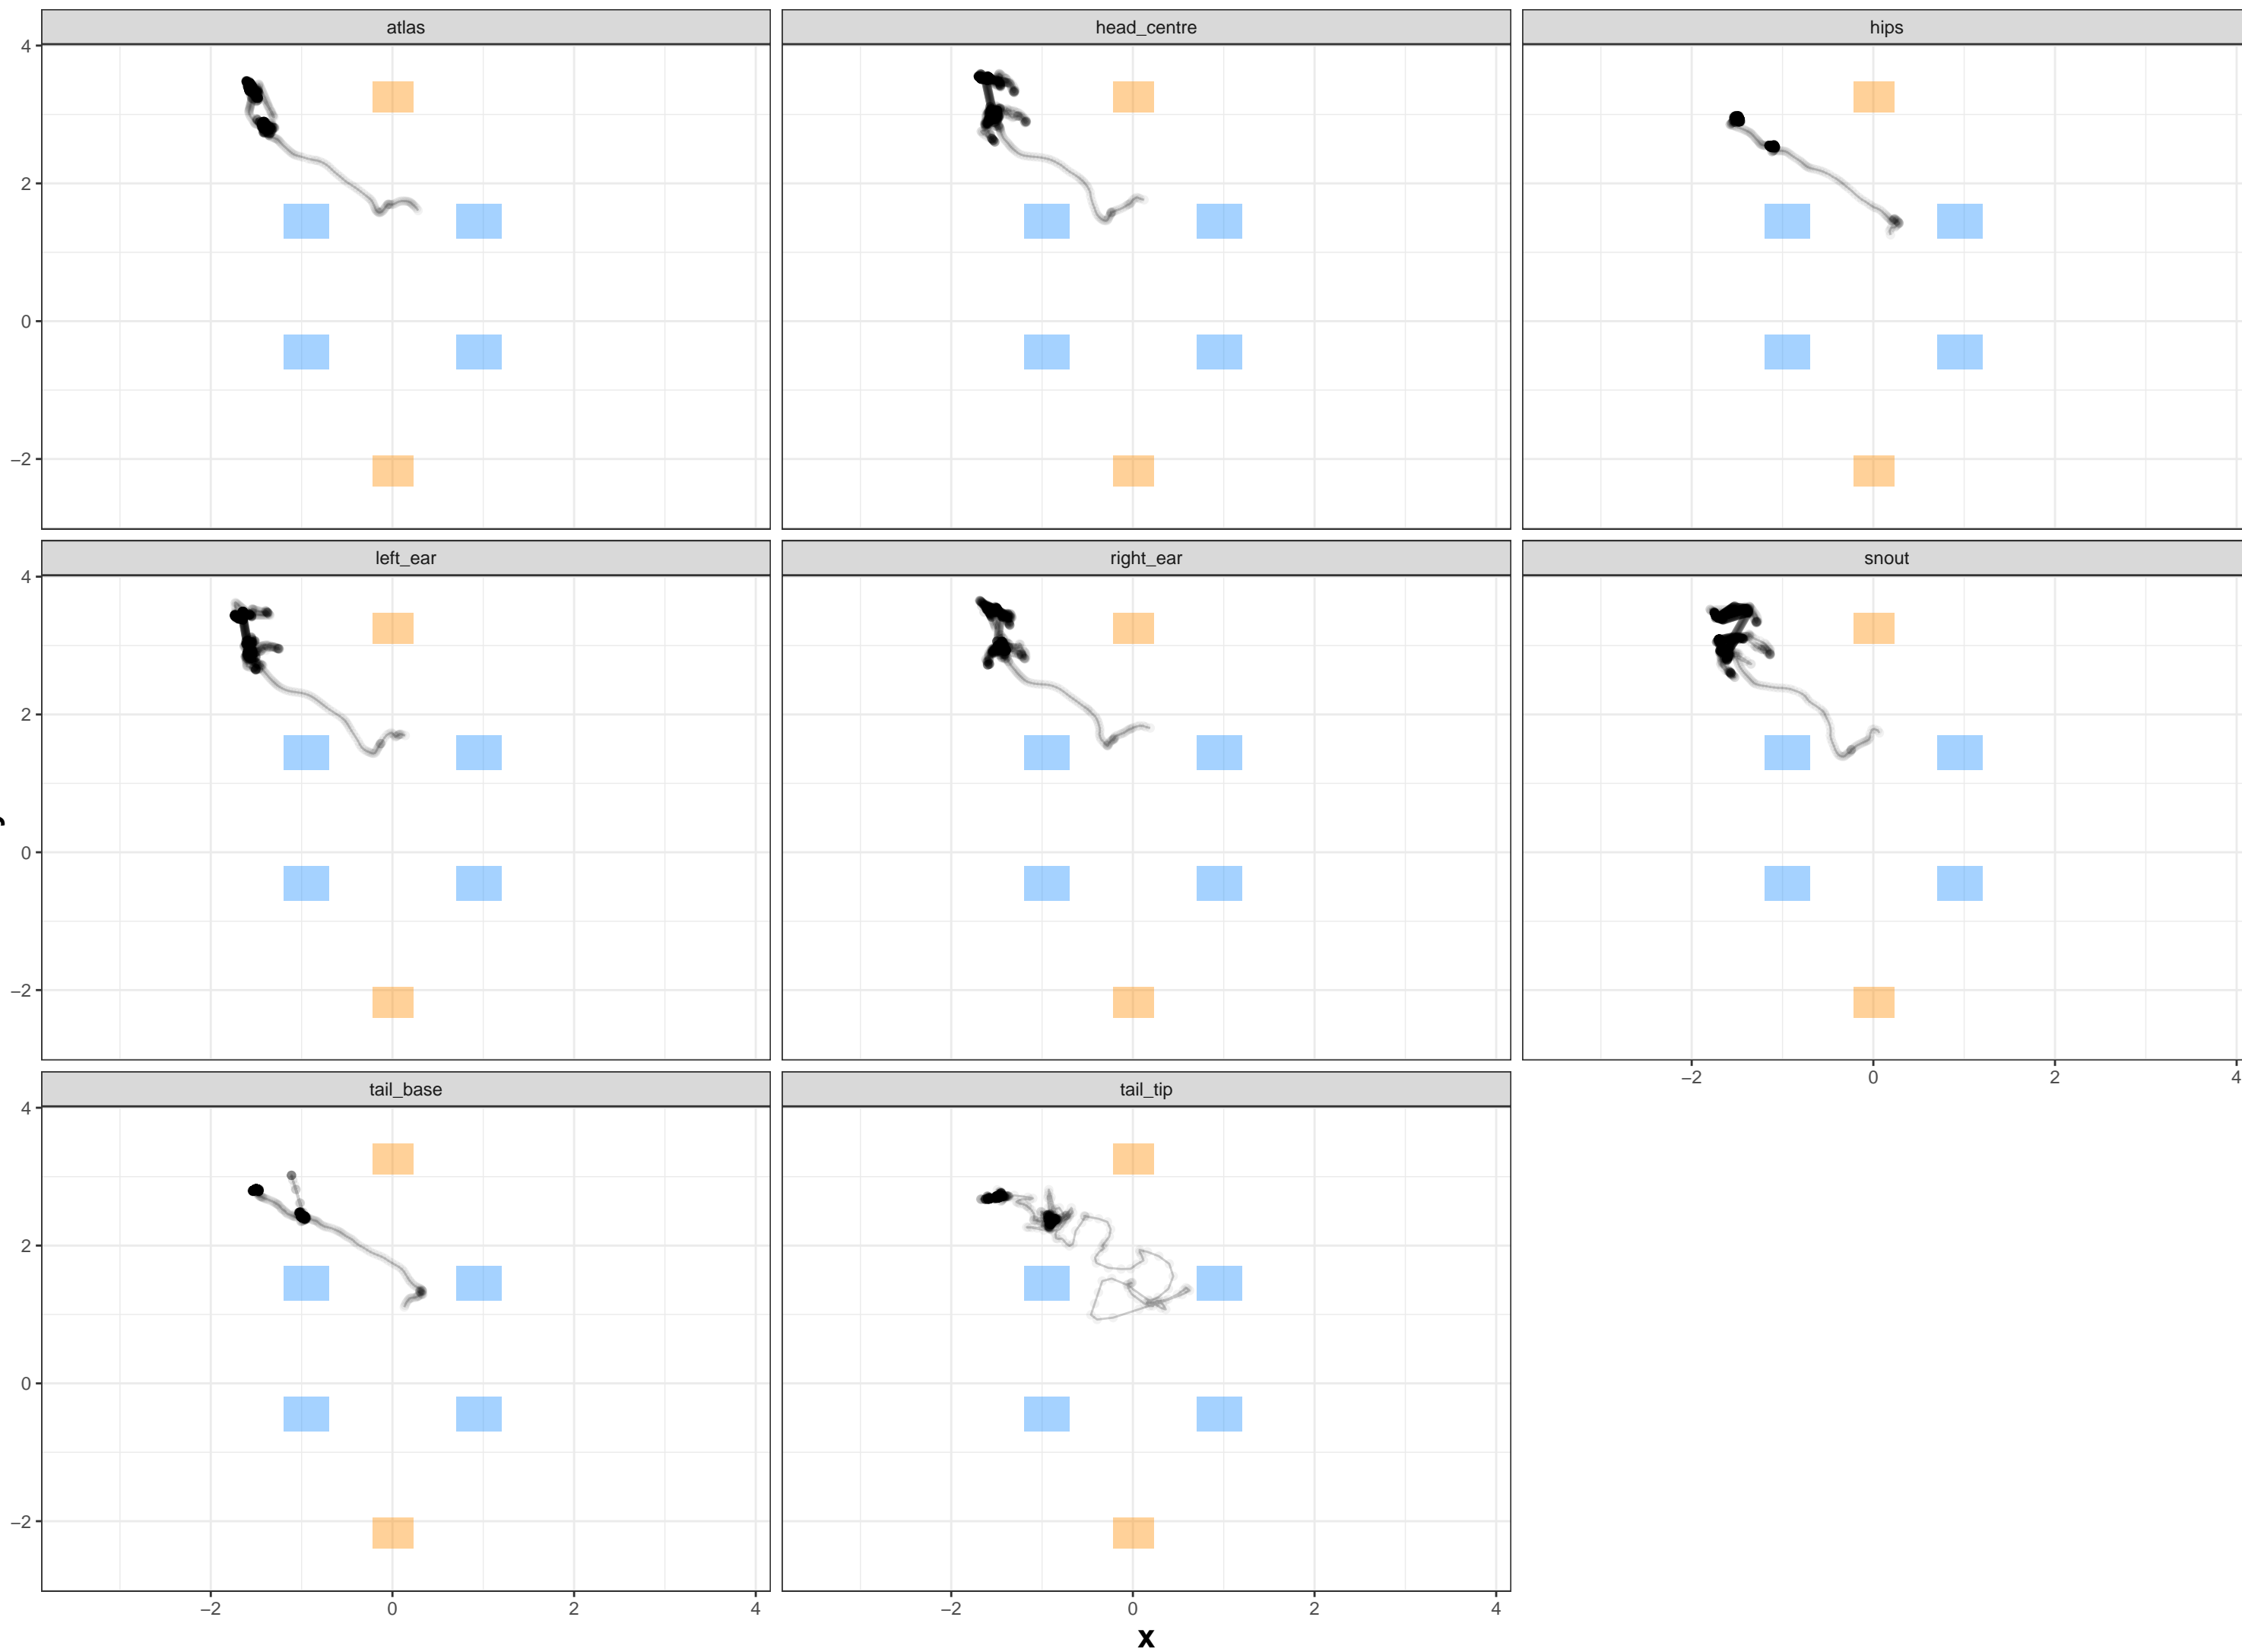 atlas head_centre hips
4
2
0
−2
left_ear right_ear snout
4
2
0
−2
−2 0 2 4
tail_base tail_tip
4
2
0
−2
−2 0 2 4 −2 0 2 4
x